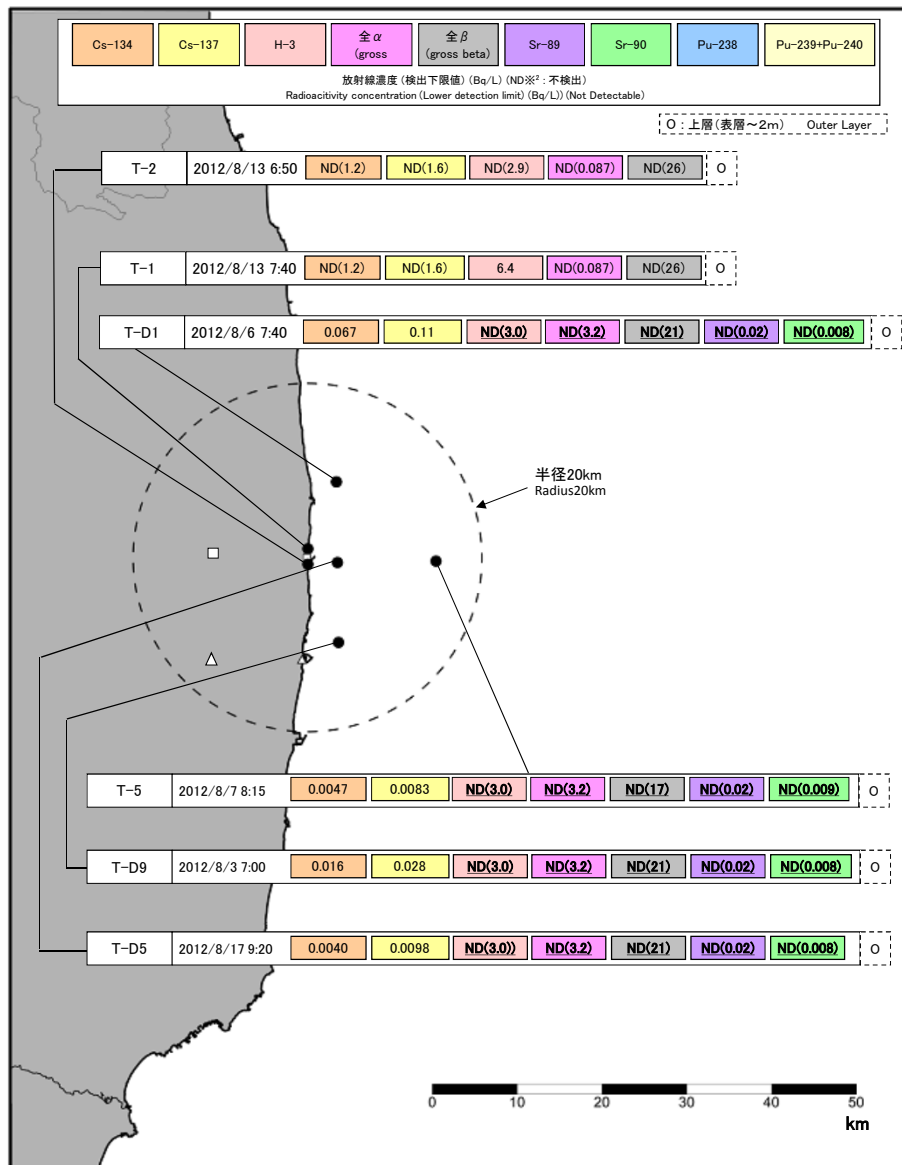 Cs-134 Cs-137 H-3 全α 全β Sr-89 Sr-90 Pu-238 Pu-239+Pu-240
(gross (gross beta)
放射線濃度(検出下限値)(Bq/L)(ND※²:不検出)
Radioacitivity concentration(Lower detection limit)(Bq/L))(Not Detectable)
O:上層(表層~2m) Outer Layer
T-2 2012/8/13 6:50 ND(1.2) ND(1.6) ND(2.9) ND(0.087) ND(26) O
T-1 2012/8/13 7:40 ND(1.2) ND(1.6) 6.4 ND(0.087) ND(26) O
T-D1 2012/8/6 7:40 0.067 0.11 ND(3.0) ND(3.2) ND(21) ND(0.02) ND(0.008) O
半径20km
Radius20km
T-5 2012/8/7 8:15 0.0047 0.0083 ND(3.0) ND(3.2) ND(17) ND(0.02) ND(0.009) O
T-D9 2012/8/3 7:00 0.016 0.028 ND(3.0) ND(3.2) ND(21) ND(0.02) ND(0.008) O
T-D5 2012/8/17 9:20 0.0040 0.0098 ND(3.0)) ND(3.2) ND(21) ND(0.02) ND(0.008) O
0 10 20 30 40 50
km